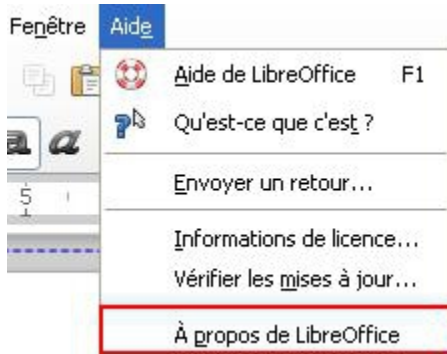 Fenêtre Aide
Aide de LibreOffice F1
Qu'est-ce que c'est ?
a a
Envoyer un retour...
5
Informations de licence...
Vérifier les mises à jour...
À propos de LibreOffice